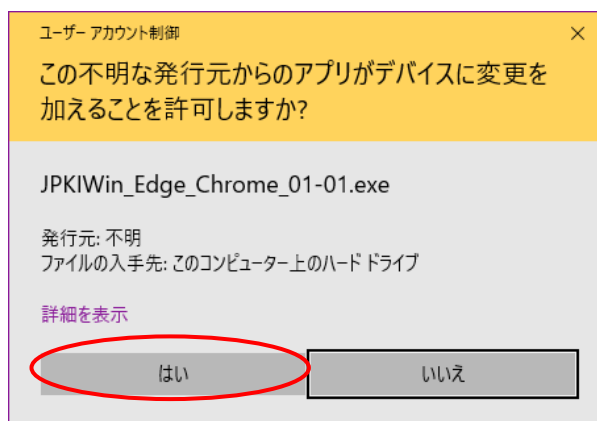 ユーザー アカウント制御
この不明な発行元からのアプリがデバイスに変更を
加えることを許可しますか?
JPKIWin_Edge_Chrome_01-01.exe
発行元: 不明
ファイルの入手先: このコンピューター上のハード ドライブ
詳細を表示
はい
いいえ